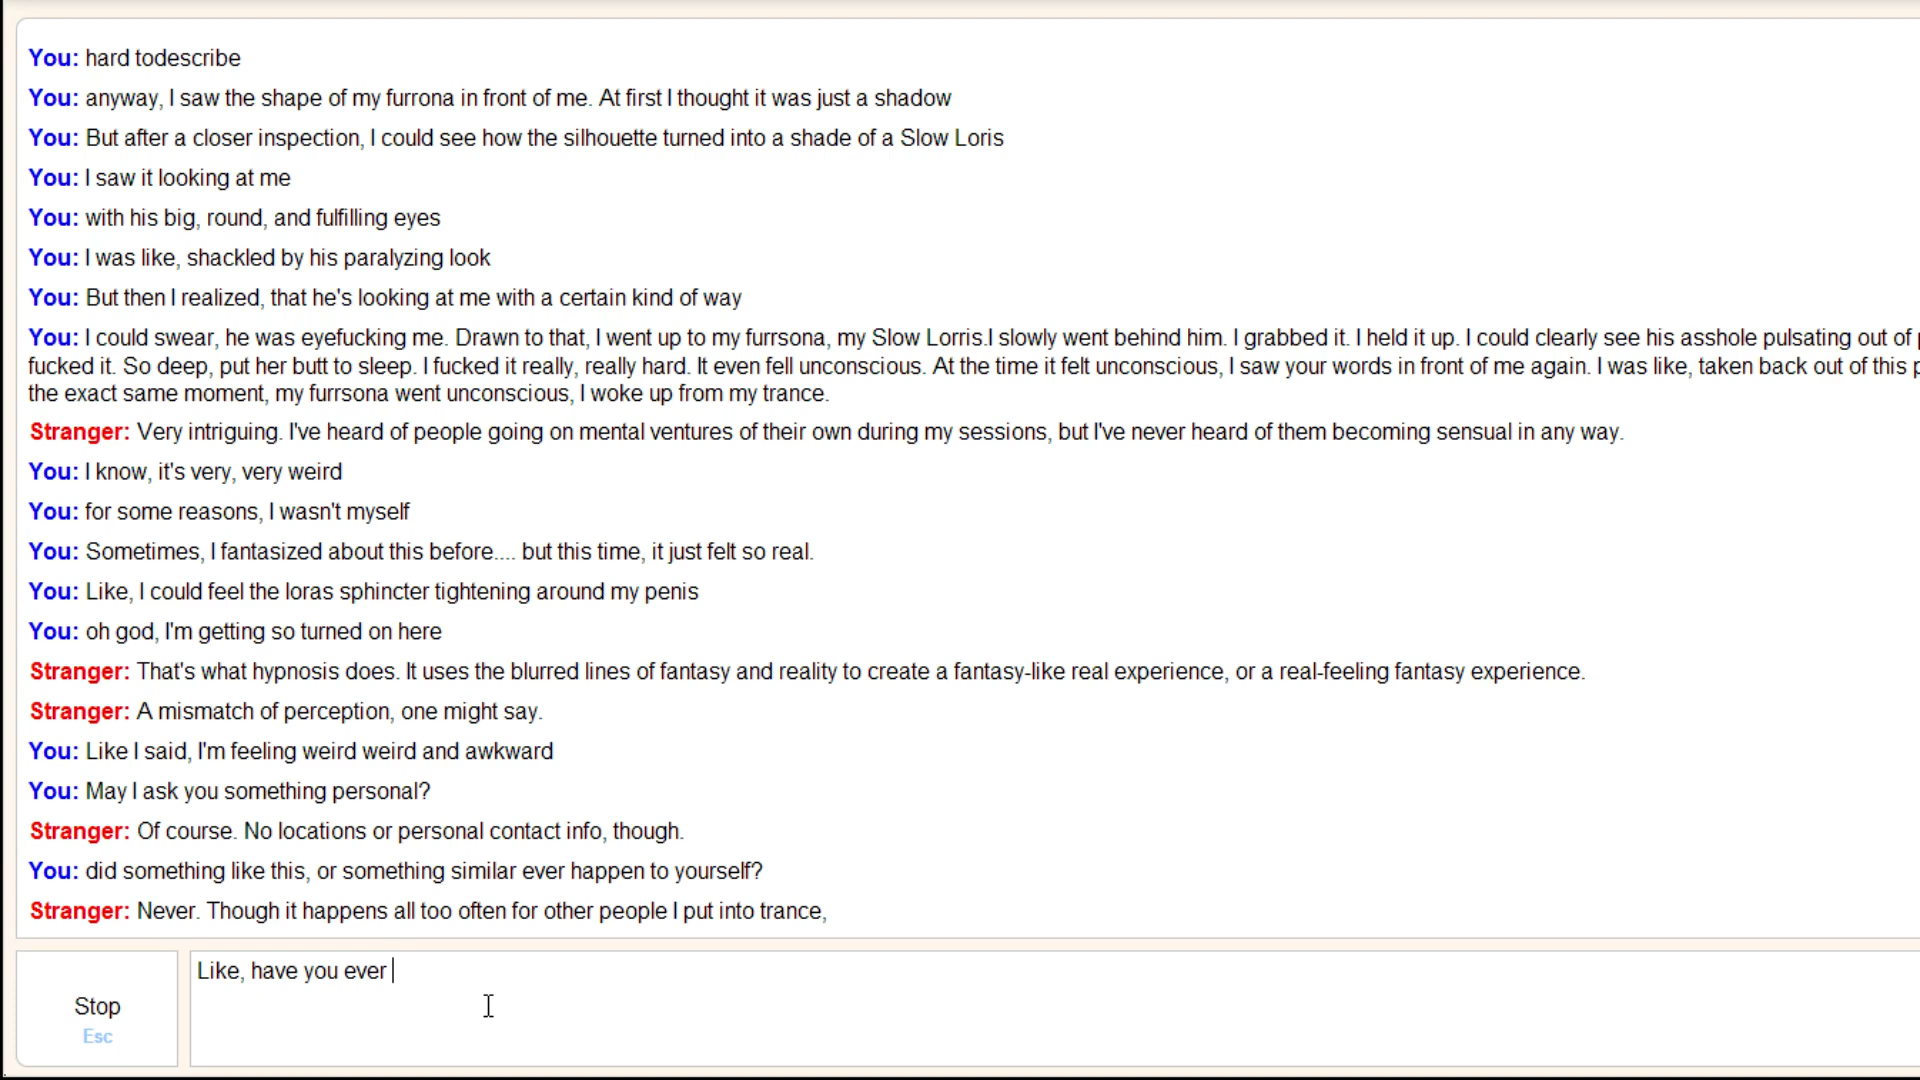 You: hard todescribe
You: anyway, I saw the shape of my furrona in front of me. At first I thought it was just a shadow
You: But after a closer inspection, I could see how the silhouette turned into a shade of a Slow Loris
You: I saw it looking at me
You: with his big, round, and fulfilling eyes
You: I was like, shackled by his paralyzing look
You: But then I realized, that he's looking at me with a certain kind of way
You: I could swear, he was eyefucking me. Drawn to that, I went up to my furrsona, my Slow Lorris.I slowly went behind him. I grabbed it. I held it up. I could clearly see his asshole pulsating out of
fucked it. So deep, put her butt to sleep. I fucked it really, really hard. It even fell unconscious. At the time it felt unconscious, I saw your words in front of me again. I was like, taken back out of this
the exact same moment, my furrsona went unconscious, I woke up from my trance.
Stranger: Very intriguing. I've heard of people going on mental ventures of their own during my sessions, but I've never heard of them becoming sensual in any way.
You: I know, it's very, very weird
You: for some reasons, I wasn't myself
You: Sometimes, I fantasized about this before.... but this time, it just felt so real.
You: Like, I could feel the loras sphincter tightening around my penis
You: oh god, I'm getting so turned on here
Stranger: That's what hypnosis does. It uses the blurred lines of fantasy and reality to create a fantasy-like real experience, or a real-feeling fantasy experience.
Stranger: A mismatch of perception, one might say.
You: Like I said, I'm feeling weird weird and awkward
You: May I ask you something personal?
Stranger: Of course. No locations or personal contact info, though.
You: did something like this, or something similar ever happen to yourself?
Stranger: Never. Though it happens all too often for other people I put into trance,
Like, have you ever
Stop
Esc